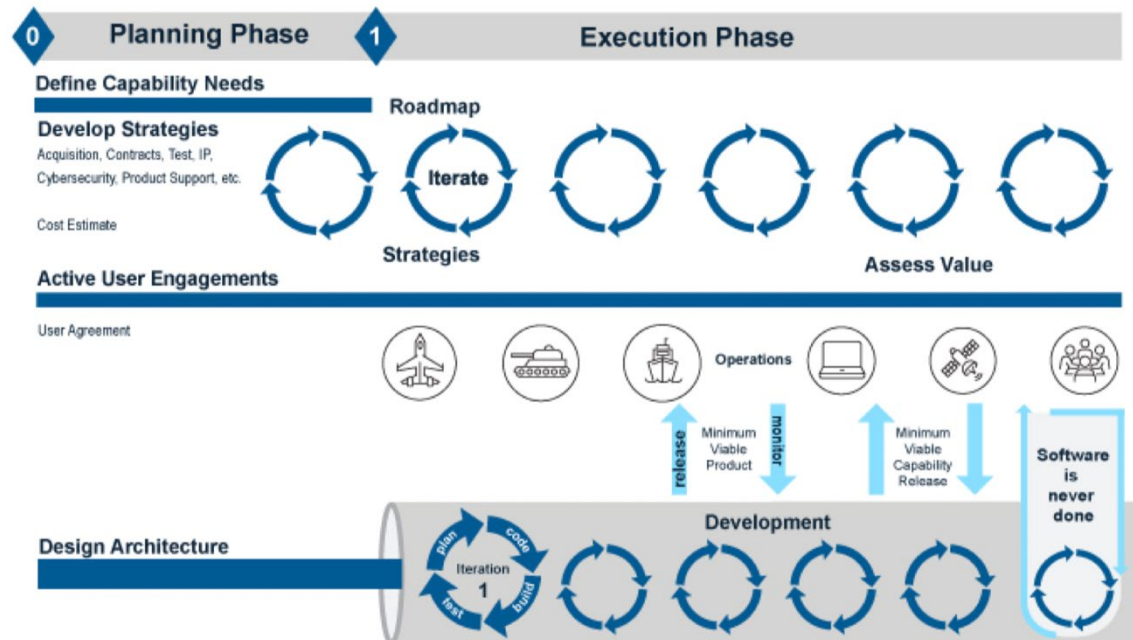 0
Planning Phase
1
Execution Phase
Define Capability Needs
Roadmap
Develop Strategies
Acquisition, Contracts, Test, IP,
Cybersecurity, Product Support, etc.
Iterate
Cost Estimate
Strategies
Assess Value
Active User Engagements
User Agreement
Operations
release
Minimum
Viable
Product
monitor
Minimum
Viable
Capability
Release
Software
is
never
done
Development
Design Architecture
plan
code
Iteration
1
test
build